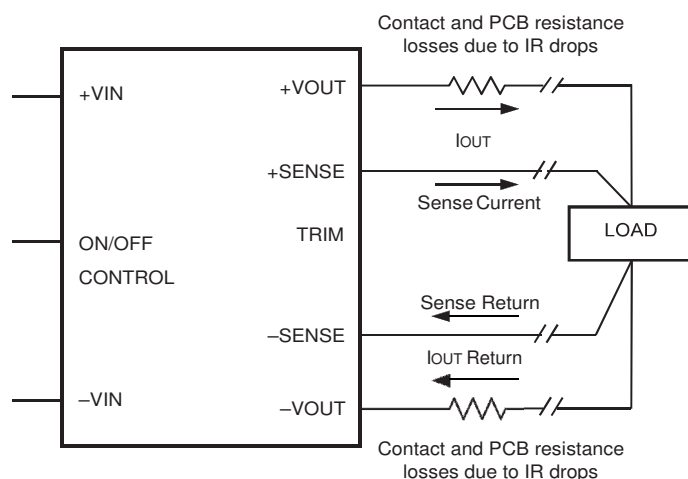 Contact and PCB resistance
losses due to IR drops
+VIN
+VOUT
IOUT
+SENSE
Sense Current
ON/OFF
CONTROL
TRIM
LOAD
Sense Return
–SENSE
IOUT Return
–VIN
–VOUT
Contact and PCB resistance
losses due to IR drops